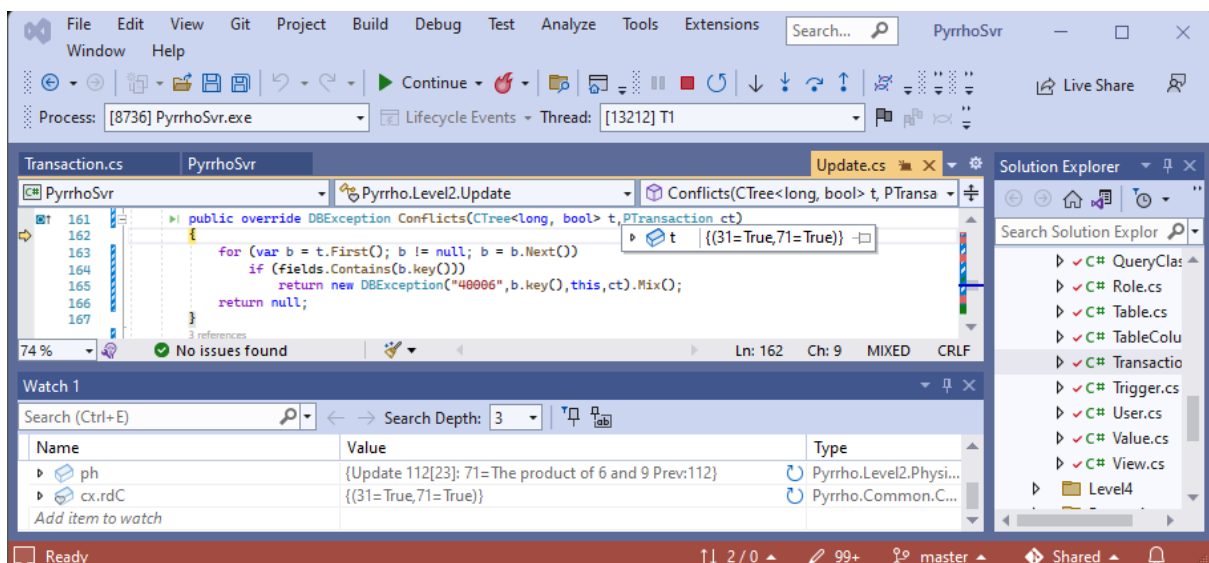 File Edit View Git Project Build Debug Test Analyze Tools Extensions Search... PyrrhoSvr
Window Help
Continue Live Share
Process: [8736] PyrrhoSvr.exe Lifecycle Events Thread: [13212] T1
Transaction.cs PyrrhoSvr Update.cs
C# PyrrhoSvr Pyrrho.Level2.Update Conflicts(CTree<long, bool> t, PTransa
161 public override DBException Conflicts(CTree<long, bool> t,PTransaction ct)
162 {
t {(31=True,71=True)}
163 for (var b = t.First(); b != null; b = b.Next())
164 if (fields.Contains(b.key()))
165 return new DBException("40006",b.key(),this,ct).Mix();
166 return null;
167 }
3 references
74 % No issues found Ln: 162 Ch: 9 MIXED CRLF
Watch 1
Search (Ctrl+E) Search Depth: 3
Name Value Type
ph {Update 112[23]: 71=The product of 6 and 9 Prev:112} Pyrrho.Level2.Physi...
cx.rdC {(31=True,71=True)} Pyrrho.Common.C...
Add item to watch
Solution Explorer
Search Solution Explor
C# QueryClas
C# Role.cs
C# Table.cs
C# TableColu
C# Transactio
C# Trigger.cs
C# User.cs
C# Value.cs
C# View.cs
Level4
Ready 2 / 0 99+ master Shared